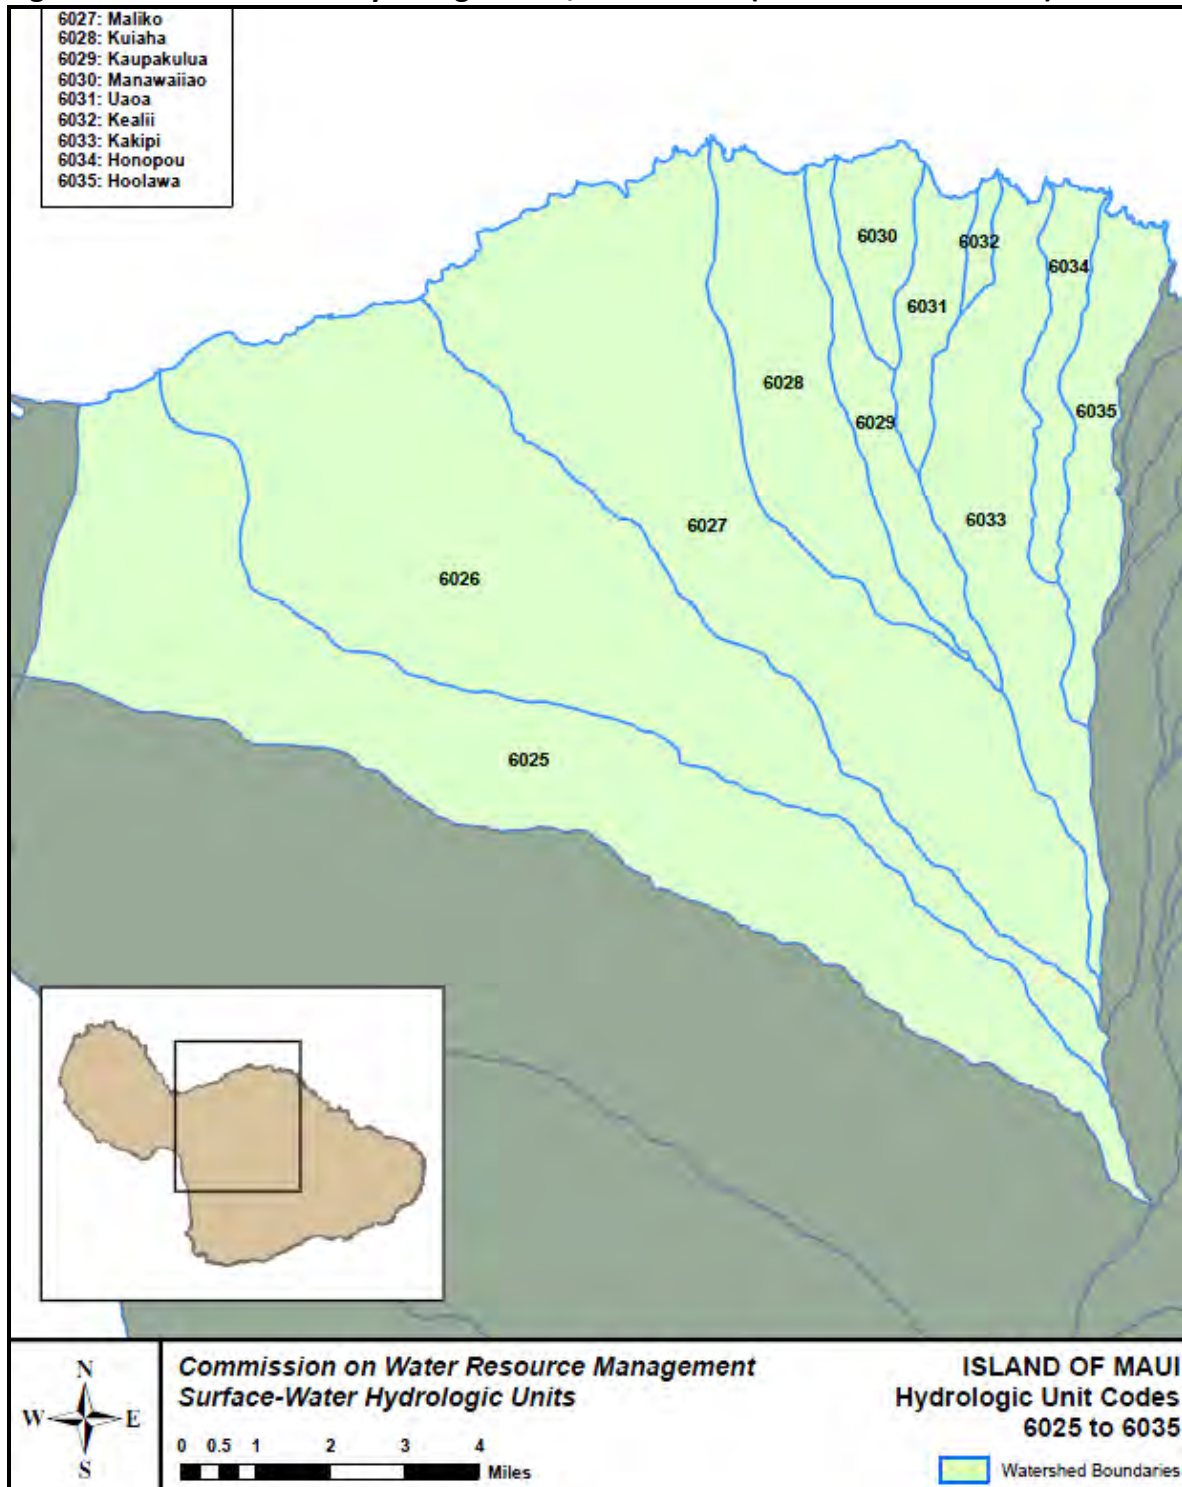 6027: Maliko
6028: Kuiaha
6029: Kaupakulua
6030: Manawaiiao
6031: Uaoa
6032: Kealii
6033: Kakipi
6034: Honopou
6035: Hoolawa
6030
6032
6034
6031
6028
6029
6035
6033
6027
6026
6025
N
W E
S
Commission on Water Resource Management
Surface-Water Hydrologic Units
0 0.5 1 2 3 4
Miles
ISLAND OF MAUI
Hydrologic Unit Codes
6025 to 6035
Watershed Boundaries